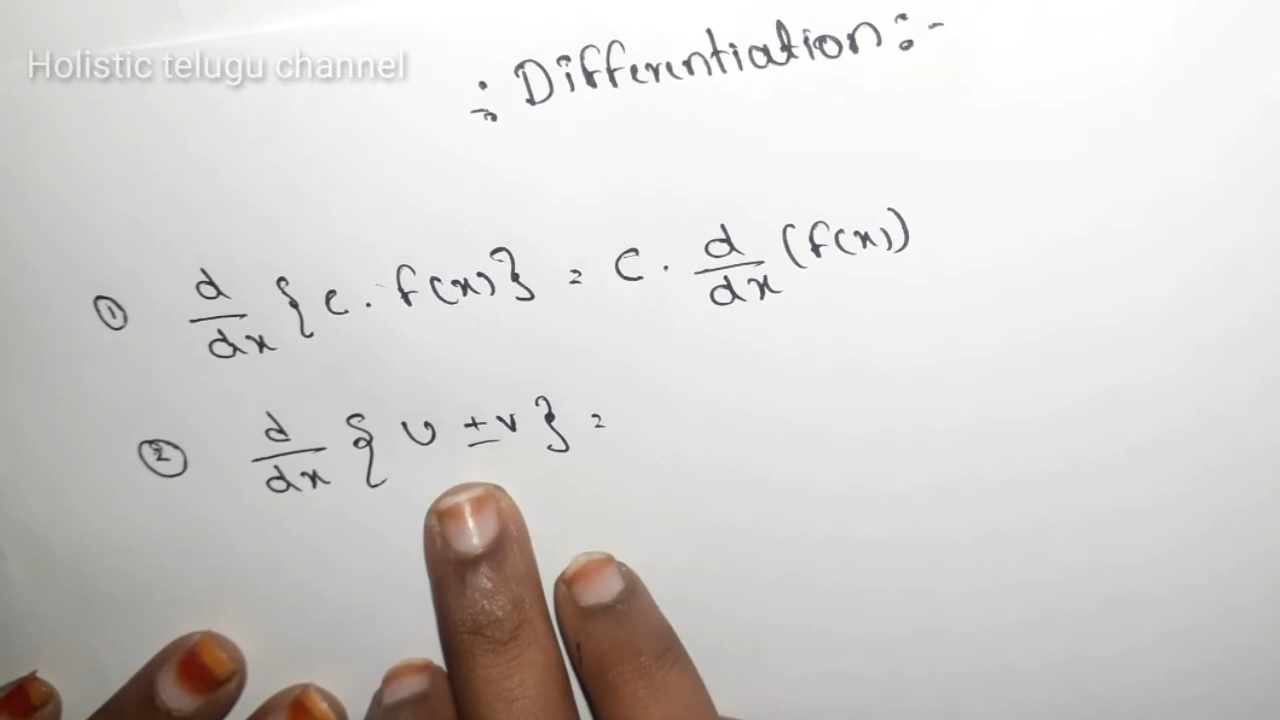 Holistic telugu channel
:- Differentiation :-
① d/dx {c . f(x)} = c . d/dx (f(x))
② d/dx {u ± v} =